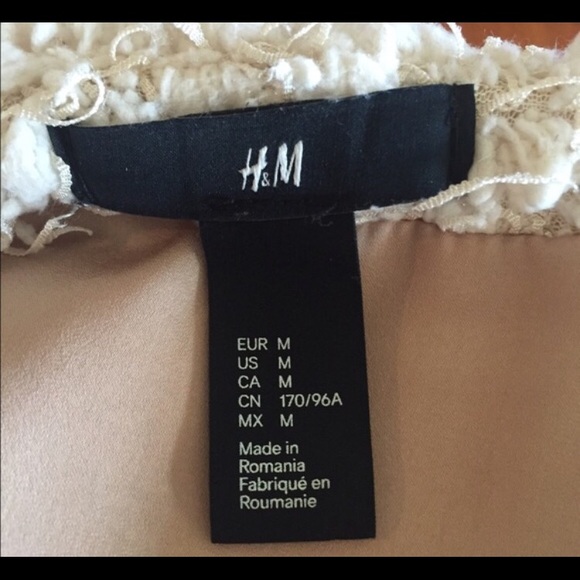 H&M
EUR M
US M
CA M
CN 170/96A
MX M
Made in
Romania
Fabriqué en
Roumanie